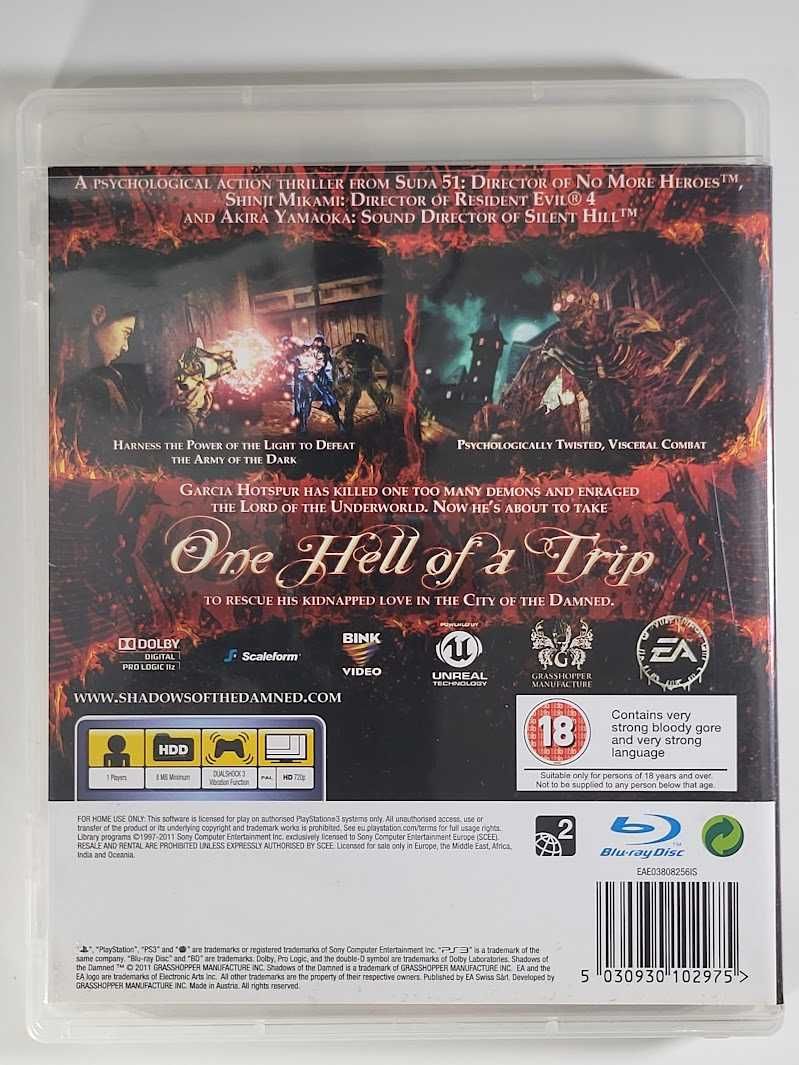 A PSYCHOLOGICAL ACTION THRILLER FROM SUDA 51: DIRECTOR OF NO MORE HEROES™,
SHINJI MIKAMI: DIRECTOR OF RESIDENT EVIL® 4
AND AKIRA YAMAOKA: SOUND DIRECTOR OF SILENT HILL™
HARNESS THE POWER OF THE LIGHT TO DEFEAT
THE ARMY OF THE DARK
PSYCHOLOGICALLY TWISTED, VISCERAL COMBAT
GARCIA HOTSPUR HAS KILLED ONE TOO MANY DEMONS AND ENRAGED
THE LORD OF THE UNDERWORLD. NOW HE'S ABOUT TO TAKE
One Hell of a Trip
TO RESCUE HIS KIDNAPPED LOVE IN THE CITY OF THE DAMNED.
DOLBY
DIGITAL
PRO LOGIC IIz
Scaleform
BINK
VIDEO
POWERED BY
UNREAL
TECHNOLOGY
G
GRASSHOPPER
MANUFACTURE
EA
WWW.SHADOWSOFTHEDAMNED.COM
1 Players
HDD
8 MB Minimum
DUALSHOCK 3
Vibration Function
PAL
HD 720p
18
Contains very
strong bloody gore
and very strong
language
Suitable only for persons of 18 years and over.
Not to be supplied to any person below that age.
FOR HOME USE ONLY: This software is licensed for play on authorised PlayStation®3 systems only. All unauthorised access, use or
transfer of the product or its underlying copyright and trademark works is prohibited. See eu.playstation.com/terms for full usage rights.
Library programs ©1997-2011 Sony Computer Entertainment Inc. exclusively licensed to Sony Computer Entertainment Europe (SCEE).
RESALE AND RENTAL ARE PROHIBITED UNLESS EXPRESSLY AUTHORISED BY SCEE. Licensed for sale only in Europe, the Middle East, Africa,
India and Oceania.
2
Blu-ray Disc™
EAE03808256IS
", "PlayStation", "PS3" and " " are trademarks or registered trademarks of Sony Computer Entertainment Inc. "PS3" is a trademark of the
same company. "Blu-ray Disc" and "BD" are trademarks. Dolby, Pro Logic, and the double-D symbol are trademarks of Dolby Laboratories. Shadows of
the Damned ™ © 2011 GRASSHOPPER MANUFACTURE INC. Shadows of the Damned is a trademark of GRASSHOPPER MANUFACTURE INC. EA and the
EA logo are trademarks of Electronic Arts Inc. All other trademarks are the property of their respective owners. Published by EA Swiss Sàrl. Developed by
GRASSHOPPER MANUFACTURE INC. Made in Austria. All rights reserved.
5 030930 102975 >